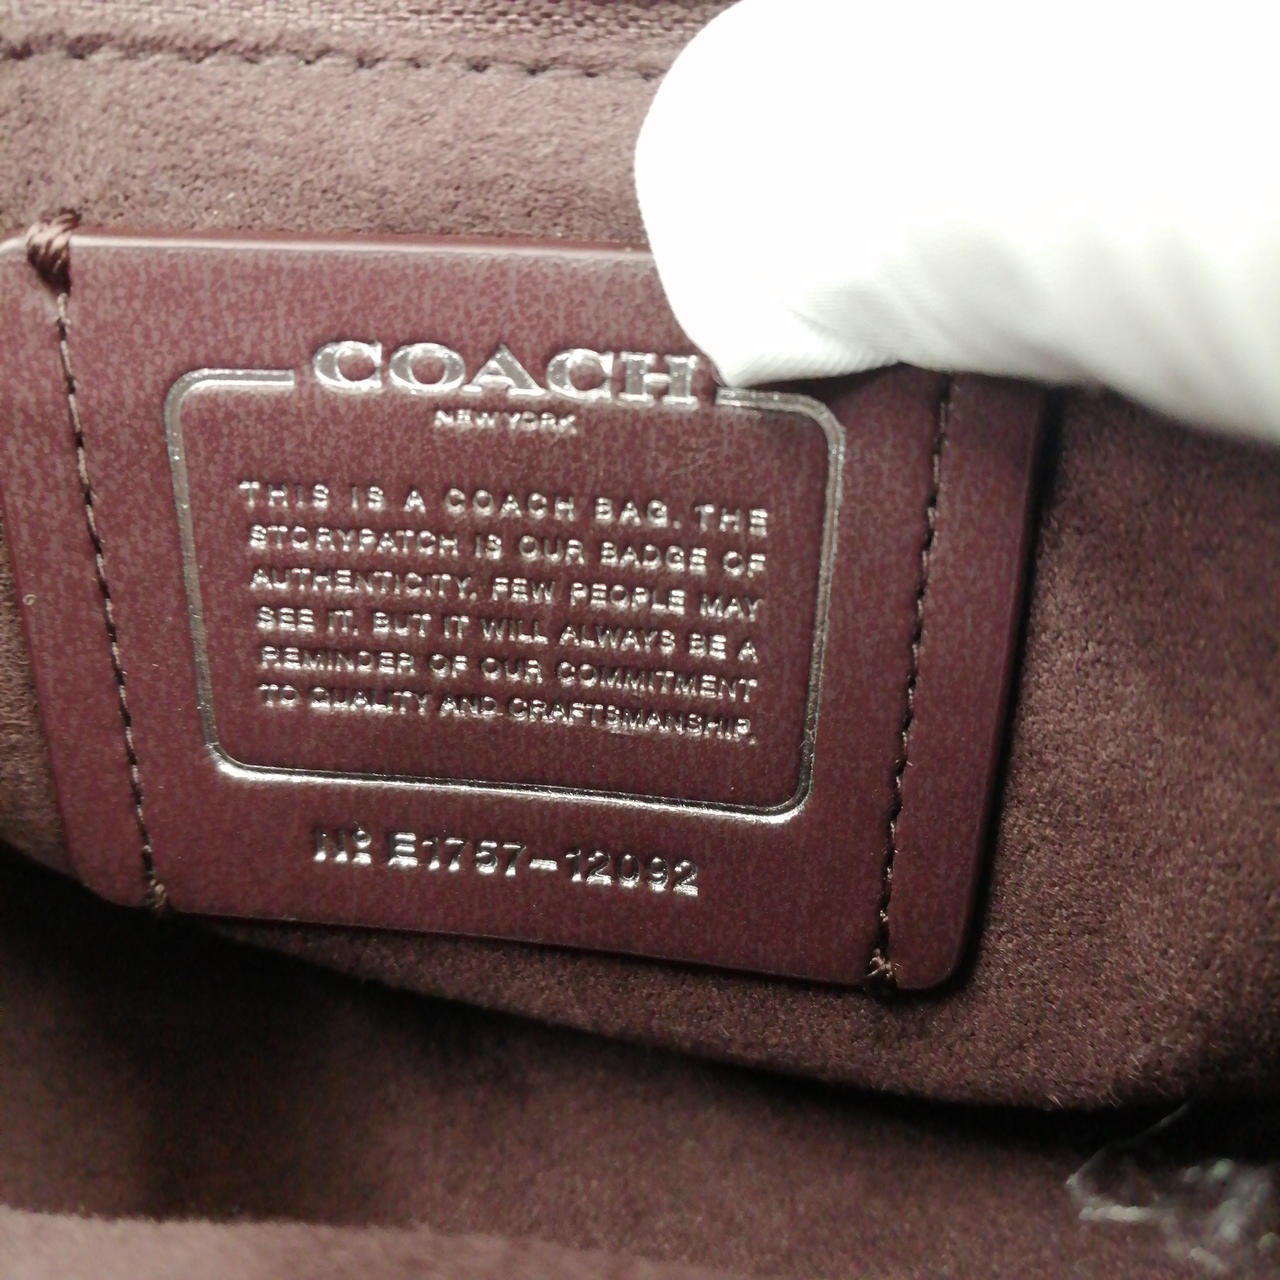 COACH
NEW YORK
THIS IS A COACH BAG. THE
STORYPATCH IS OUR BADGE OF
AUTHENTICITY. FEW PEOPLE MAY
SEE IT. BUT IT WILL ALWAYS BE A
REMINDER OF OUR COMMITMENT
TO QUALITY AND CRAFTSMANSHIP.
Nº E1757-12092